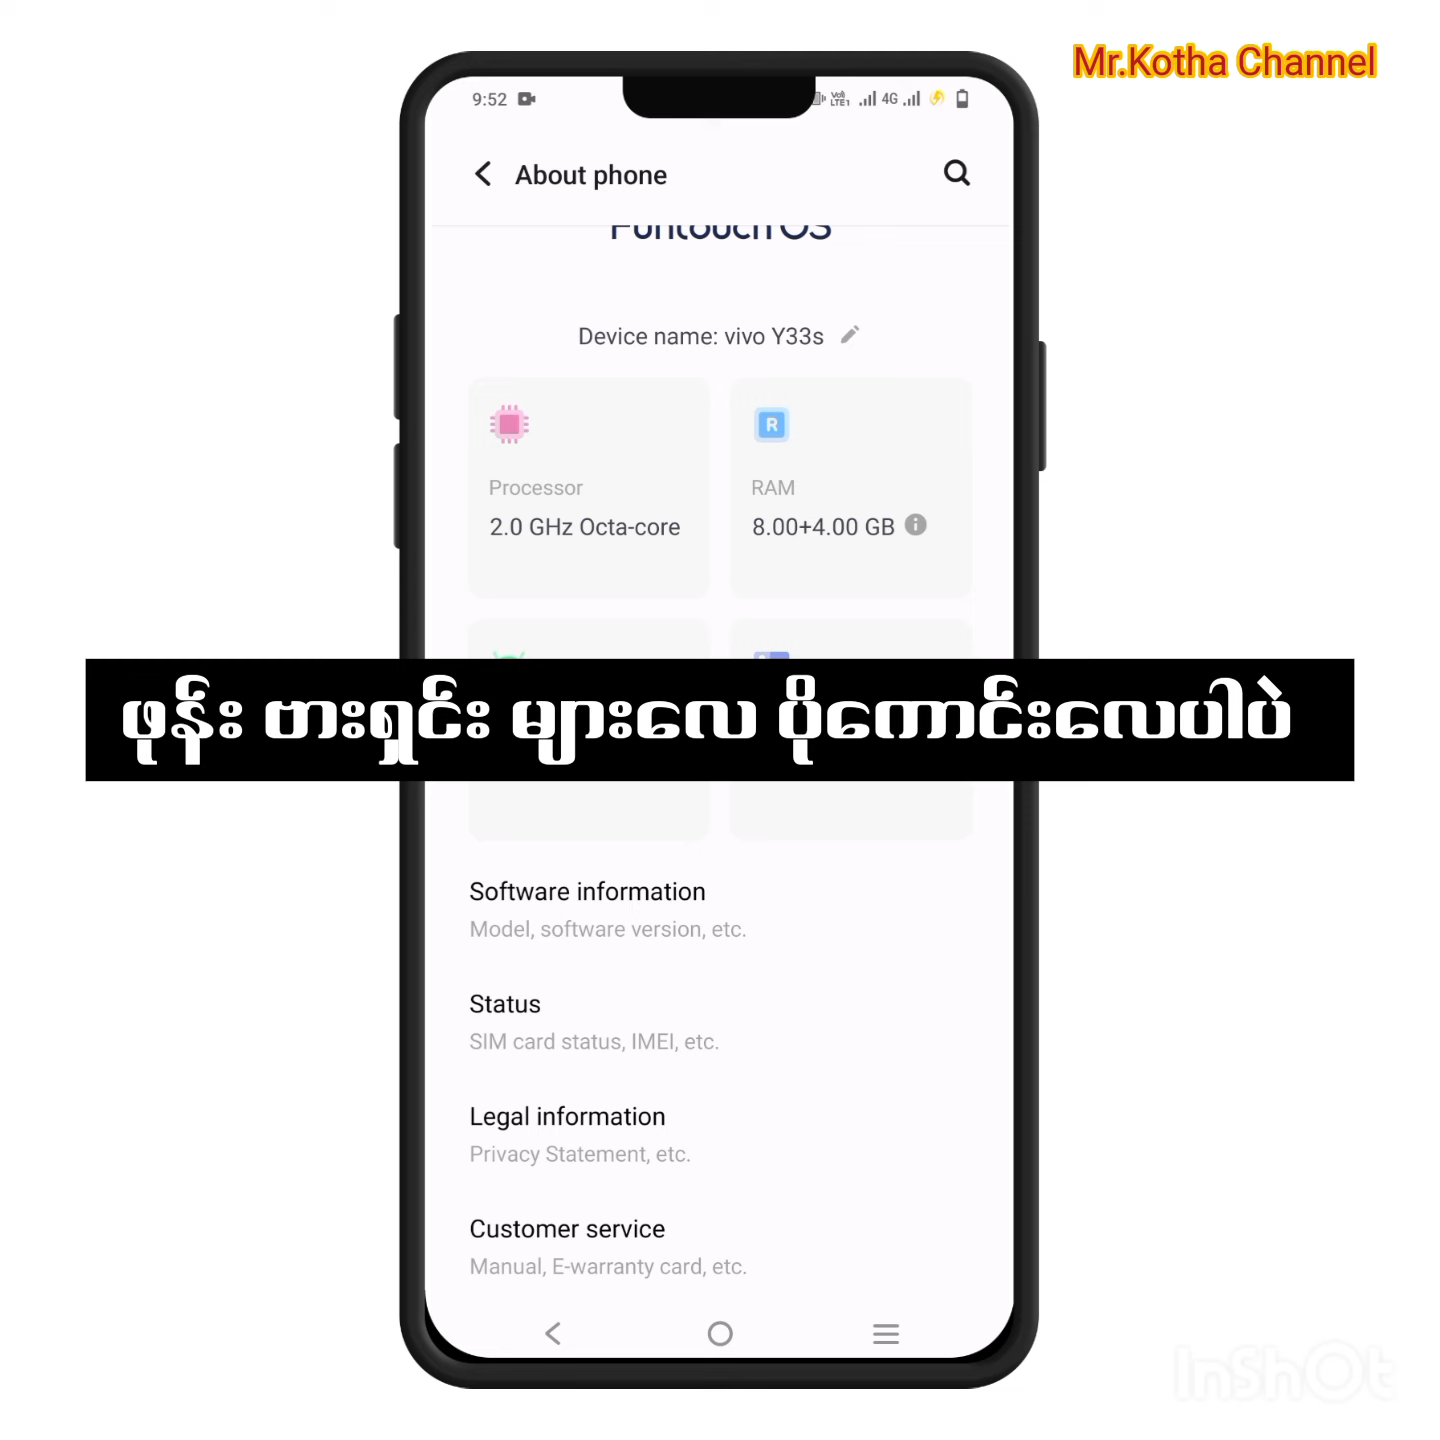 Mr.Kotha Channel
9:52
4G
About phone
Funtouch OS
Device name: vivo Y33s
Processor
2.0 GHz Octa-core
R
RAM
8.00+4.00 GB
ဖုန်း ဗားရှင်း များလေ ပိုကောင်းလေပါပဲ
Software information
Model, software version, etc.
Status
SIM card status, IMEI, etc.
Legal information
Privacy Statement, etc.
Customer service
Manual, E-warranty card, etc.
InShOt